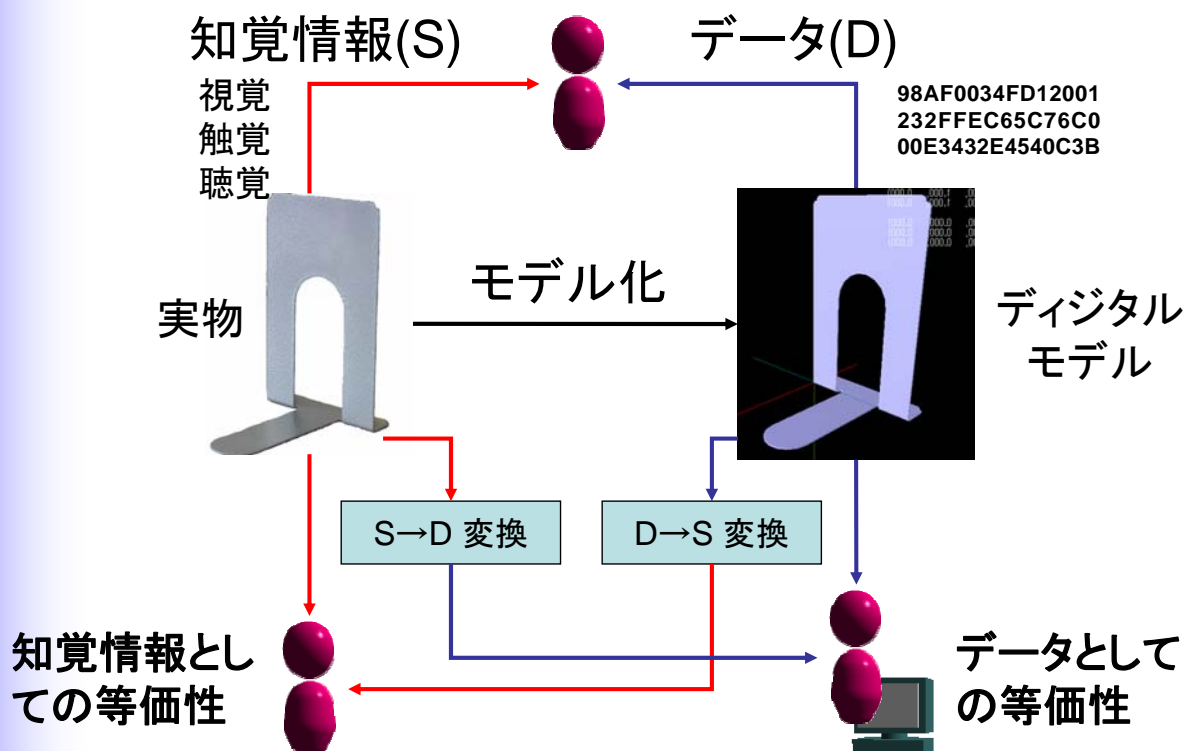 知覚情報(S)
データ(D)
視覚
触覚
聴覚
98AF0034FD12001
232FFEC65C76C0
00E3432E4540C3B
実物
モデル化
ディジタル
モデル
S→D 変換
D→S 変換
知覚情報とし
ての等価性
データとして
の等価性